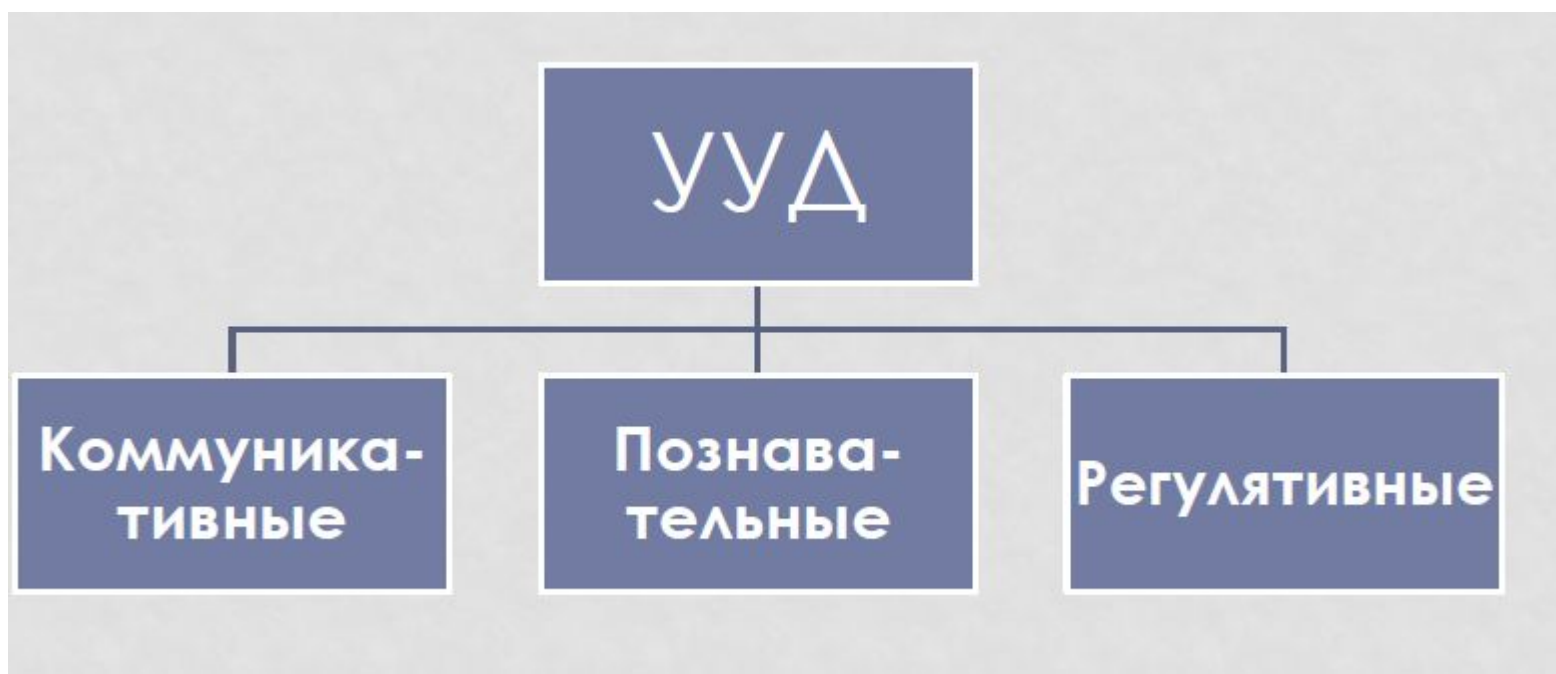 УУД
Коммуника-
тивные
Познава-
тельные
Регулятивные